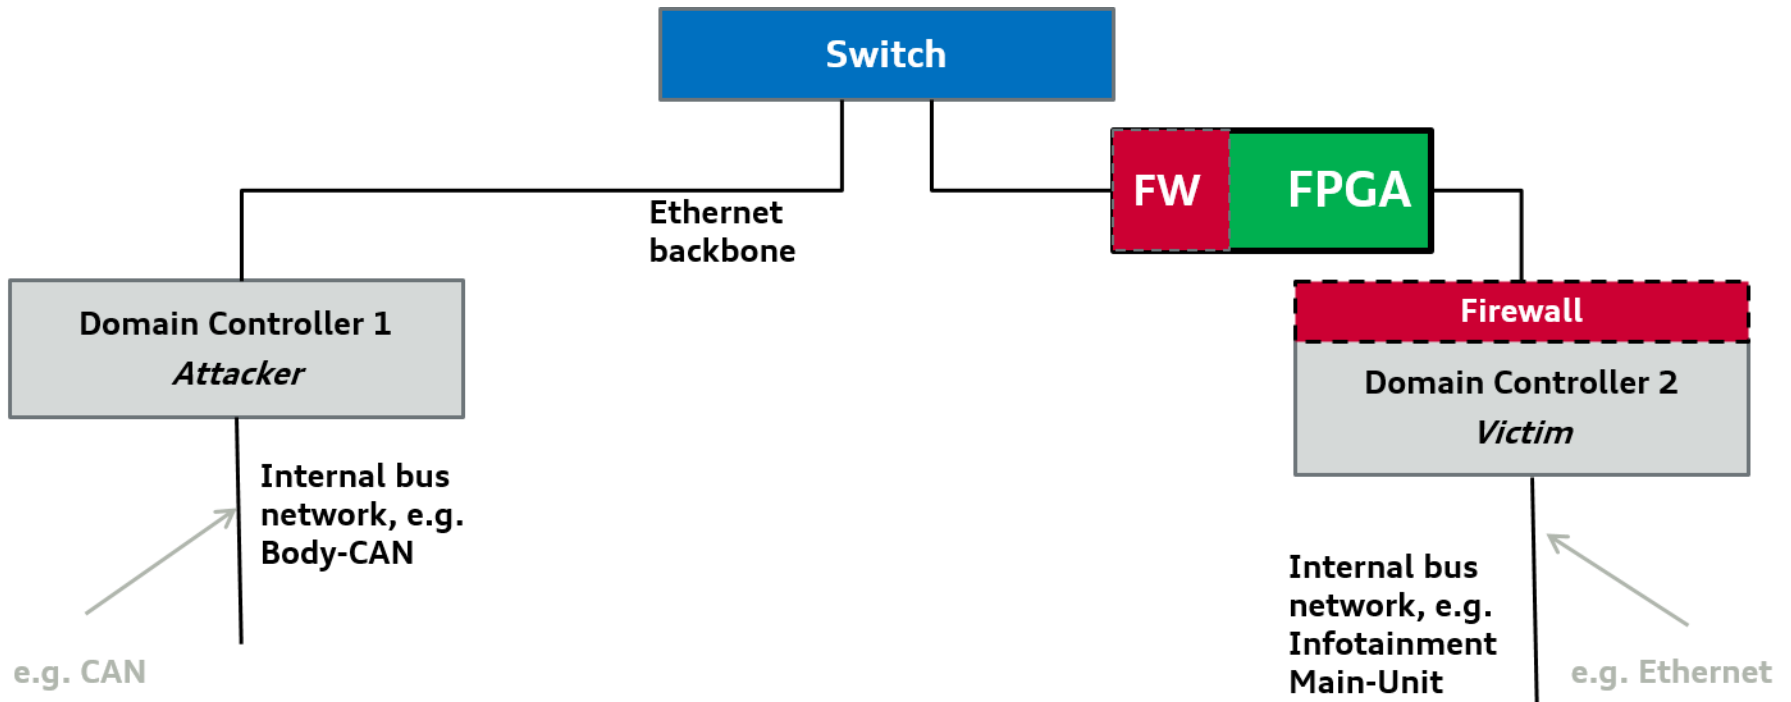 Switch
FW
FPGA
Ethernet
backbone
Domain Controller 1
Attacker
Firewall
Domain Controller 2
Victim
Internal bus
network, e.g.
Body-CAN
e.g. CAN
Internal bus
network, e.g.
Infotainment
Main-Unit
e.g. Ethernet